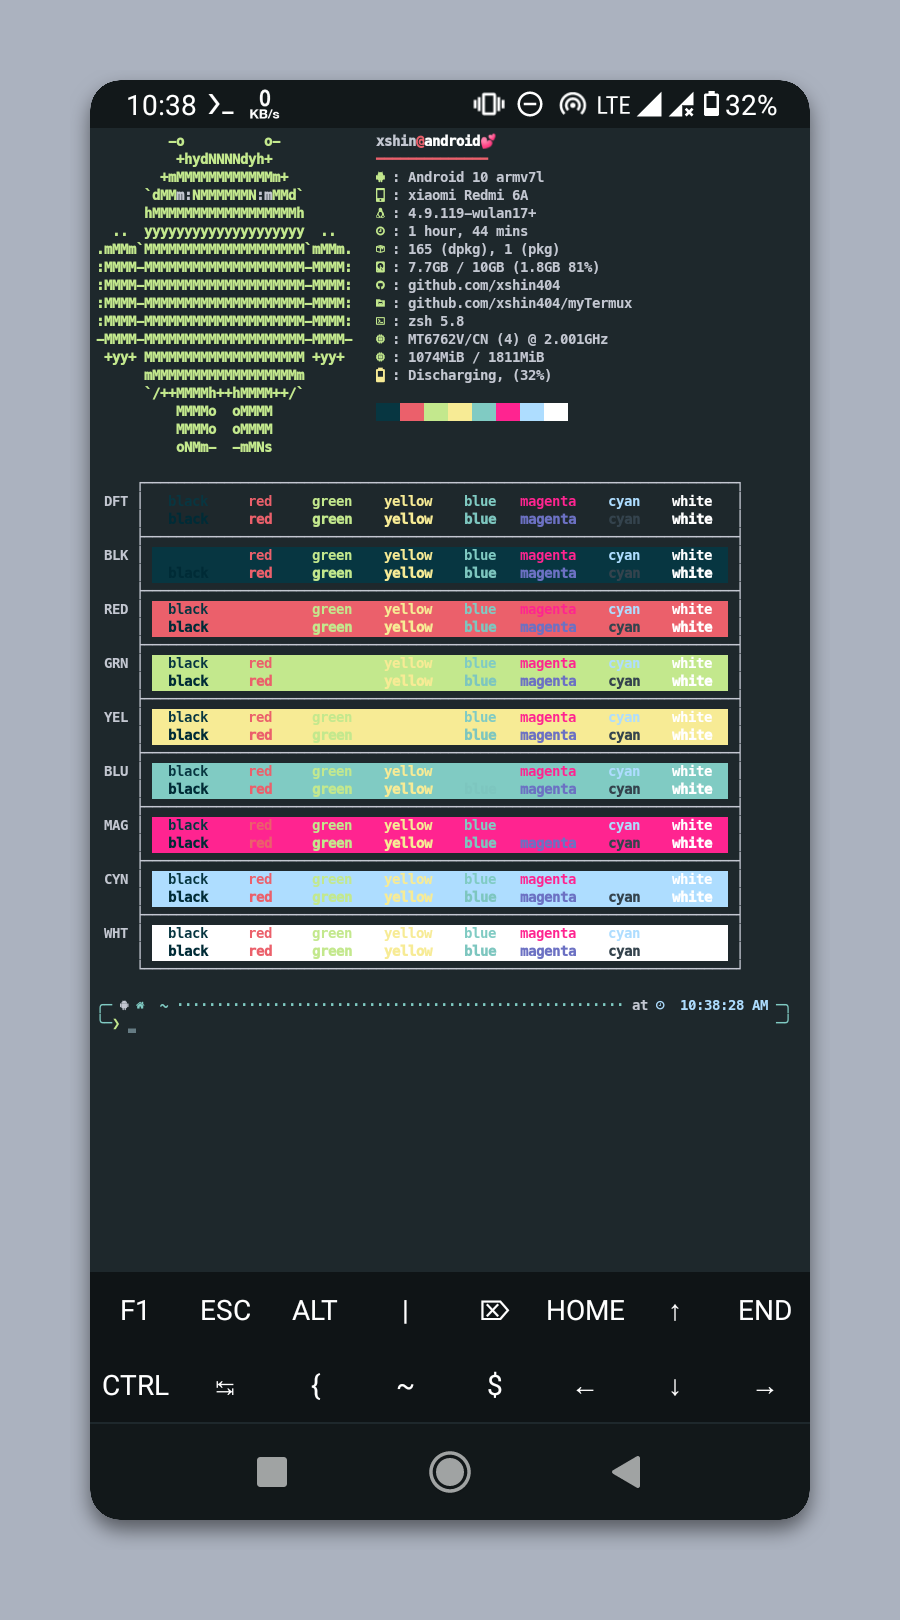 10:38 0 KB/s LTE 32%
-o          o-
+hydNNNNdyh+
+mMMMMMMMMMMMMm+
`dMMm:NMMMMMMN:mMMd`
hMMMMMMMMMMMMMMMMMMh
..  yyyyyyyyyyyyyyyyyyyy  ..
.mMMm`MMMMMMMMMMMMMMMMMMMM`mMMm.
:MMMM-MMMMMMMMMMMMMMMMMMMM-MMMM:
:MMMM-MMMMMMMMMMMMMMMMMMMM-MMMM:
:MMMM-MMMMMMMMMMMMMMMMMMMM-MMMM:
:MMMM-MMMMMMMMMMMMMMMMMMMM-MMMM:
-MMMM-MMMMMMMMMMMMMMMMMMMM-MMMM-
+yy+ MMMMMMMMMMMMMMMMMMMM +yy+
mMMMMMMMMMMMMMMMMMMm
`/++MMMMh++hMMMM++/`
MMMMo  oMMMM
MMMMo  oMMMM
oNMm-  -mMNs
xshin@android💕
: Android 10 armv7l
: xiaomi Redmi 6A
: 4.9.119-wulan17+
: 1 hour, 44 mins
: 165 (dpkg), 1 (pkg)
: 7.7GB / 10GB (1.8GB 81%)
: github.com/xshin404
: github.com/xshin404/myTermux
: zsh 5.8
: MT6762V/CN (4) @ 2.001GHz
: 1074MiB / 1811MiB
: Discharging, (32%)
DFT black red green yellow blue magenta cyan white
black red green yellow blue magenta cyan white
BLK red green yellow blue magenta cyan white
black red green yellow blue magenta cyan white
RED black green yellow blue magenta cyan white
black green yellow blue magenta cyan white
GRN black red yellow blue magenta cyan white
black red yellow blue magenta cyan white
YEL black red green blue magenta cyan white
black red green blue magenta cyan white
BLU black red green yellow magenta cyan white
black red green yellow blue magenta cyan white
MAG black red green yellow blue cyan white
black red green yellow blue magenta cyan white
CYN black red green yellow blue magenta white
black red green yellow blue magenta cyan white
WHT black red green yellow blue magenta cyan
black red green yellow blue magenta cyan
~ ························································ at 10:38:28 AM
❯ _
F1 ESC ALT | ⌦ HOME ↑ END
CTRL ↹ { ~ $ ← ↓ →